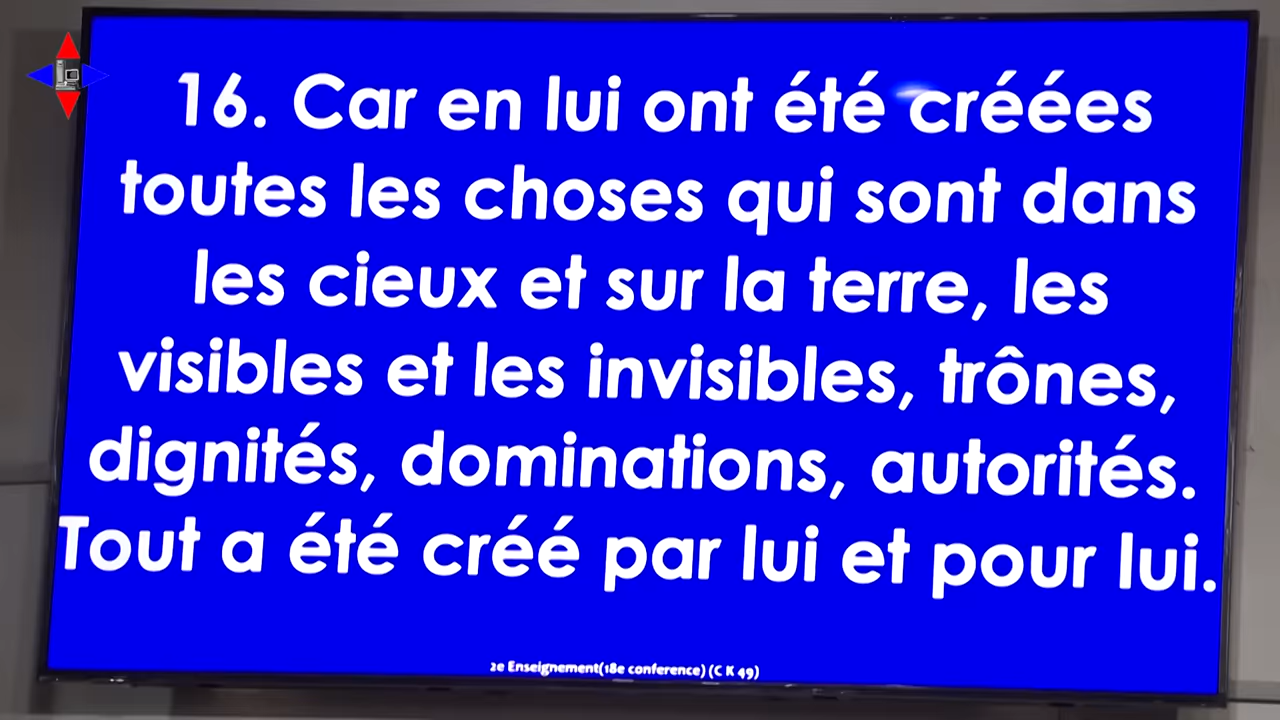 16. Car en lui ont été créées
toutes les choses qui sont dans
les cieux et sur la terre, les
visibles et les invisibles, trônes,
dignités, dominations, autorités.
Tout a été créé par lui et pour lui.
2e Enseignement(18e conference) (C K 49)